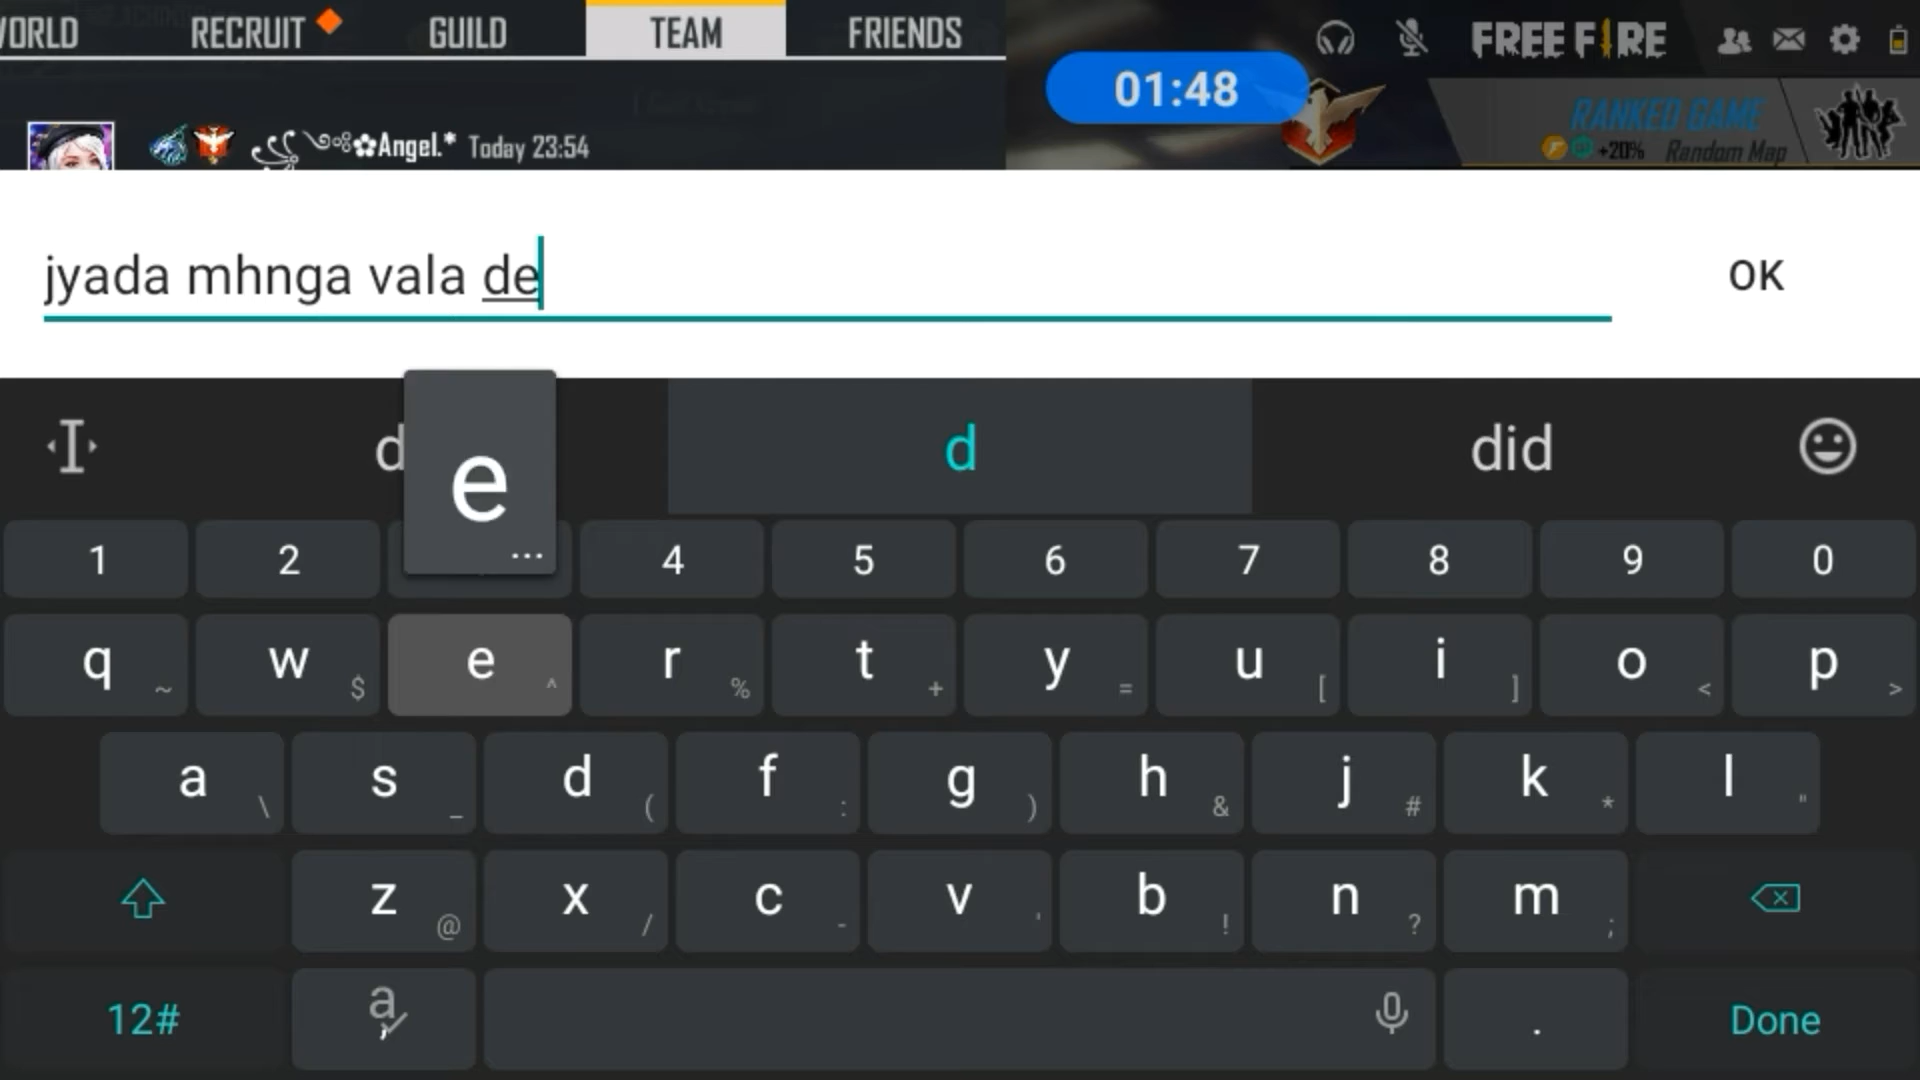 WORLD RECRUIT GUILD TEAM FRIENDS
FREE FIRE
01:48
RANKED GAME
+20% Random Map
Angel.* Today 23:54
jyada mhnga vala de
OK
d
e
...
d
did
1 2 4 5 6 7 8 9 0
q ~ w $ e ^ r % t + y = u [ i ] o < p >
a \ s _ d ( f : g ) h & j # k * l "
z @ x / c - v ' b ! n ? m ;
12# a , . Done